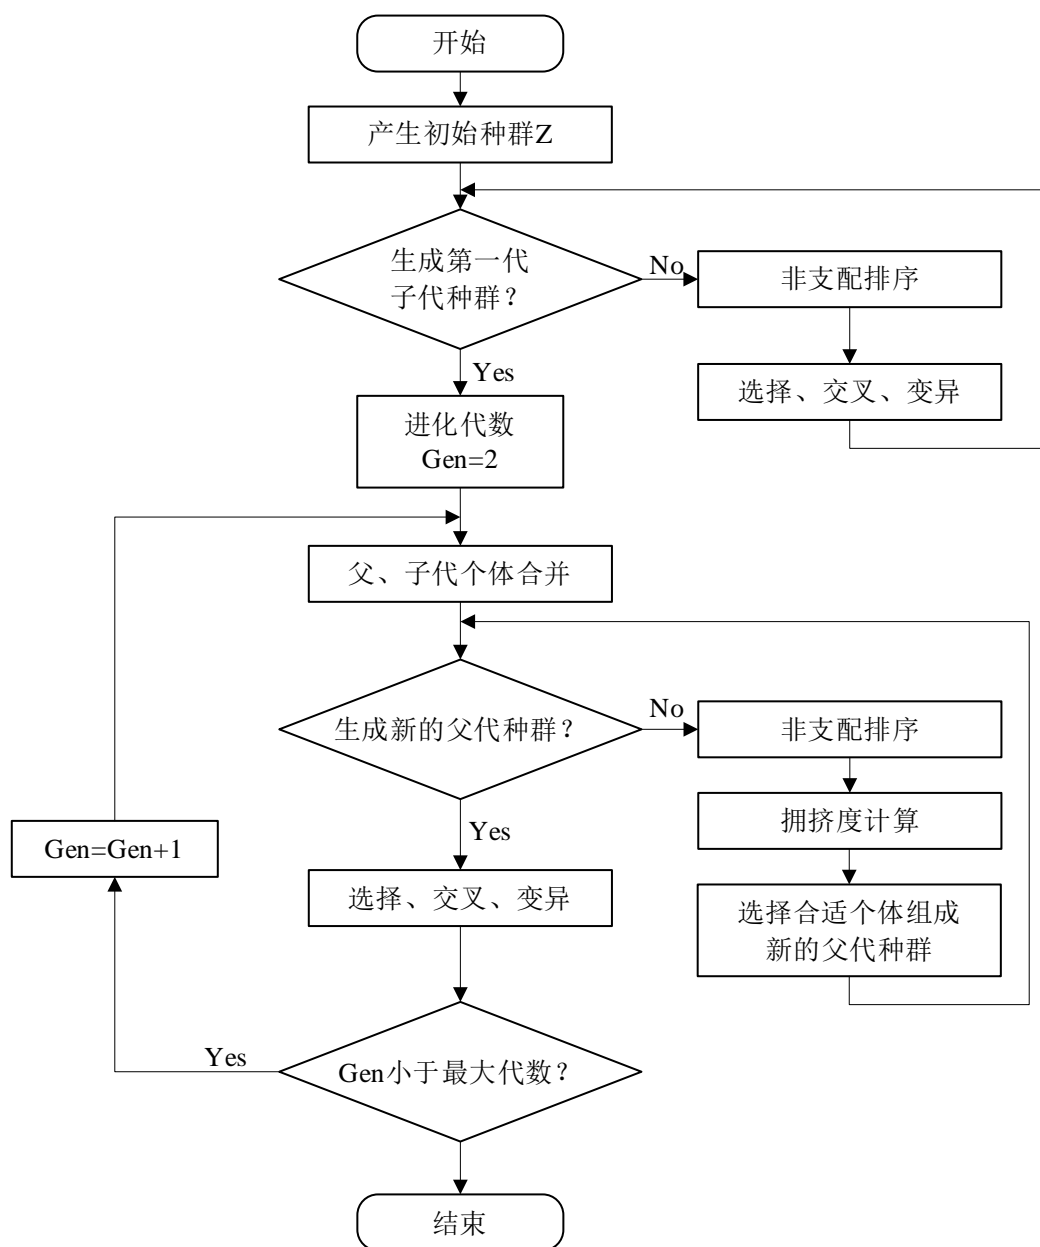 开始
产生初始种群Z
生成第一代
子代种群？
No
非支配排序
Yes
选择、交叉、变异
进化代数
Gen=2
父、子代个体合并
生成新的父代种群？
No
非支配排序
Yes
拥挤度计算
Gen=Gen+1
选择、交叉、变异
选择合适个体组成
新的父代种群
Yes
Gen小于最大代数？
结束